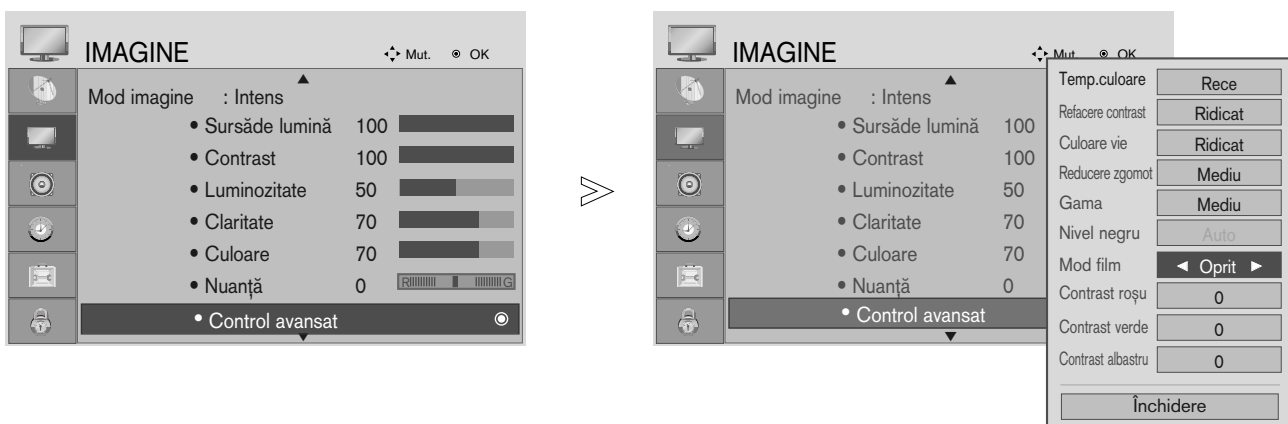 IMAGINE
Mut. OK
Mod imagine : Intens
• Sursăde lumină 100
• Contrast 100
• Luminozitate 50
• Claritate 70
• Culoare 70
• Nuanţă 0 R G
• Control avansat
IMAGINE
Mut. OK
Mod imagine : Intens
• Sursăde lumină 100
• Contrast 100
• Luminozitate 50
• Claritate 70
• Culoare 70
• Nuanţă 0
• Control avansat
Temp.culoare Rece
Refacere contrast Ridicat
Culoare vie Ridicat
Reducere zgomot Mediu
Gama Mediu
Nivel negru Auto
Mod film ◄ Oprit ►
Contrast roşu 0
Contrast verde 0
Contrast albastru 0
Închidere